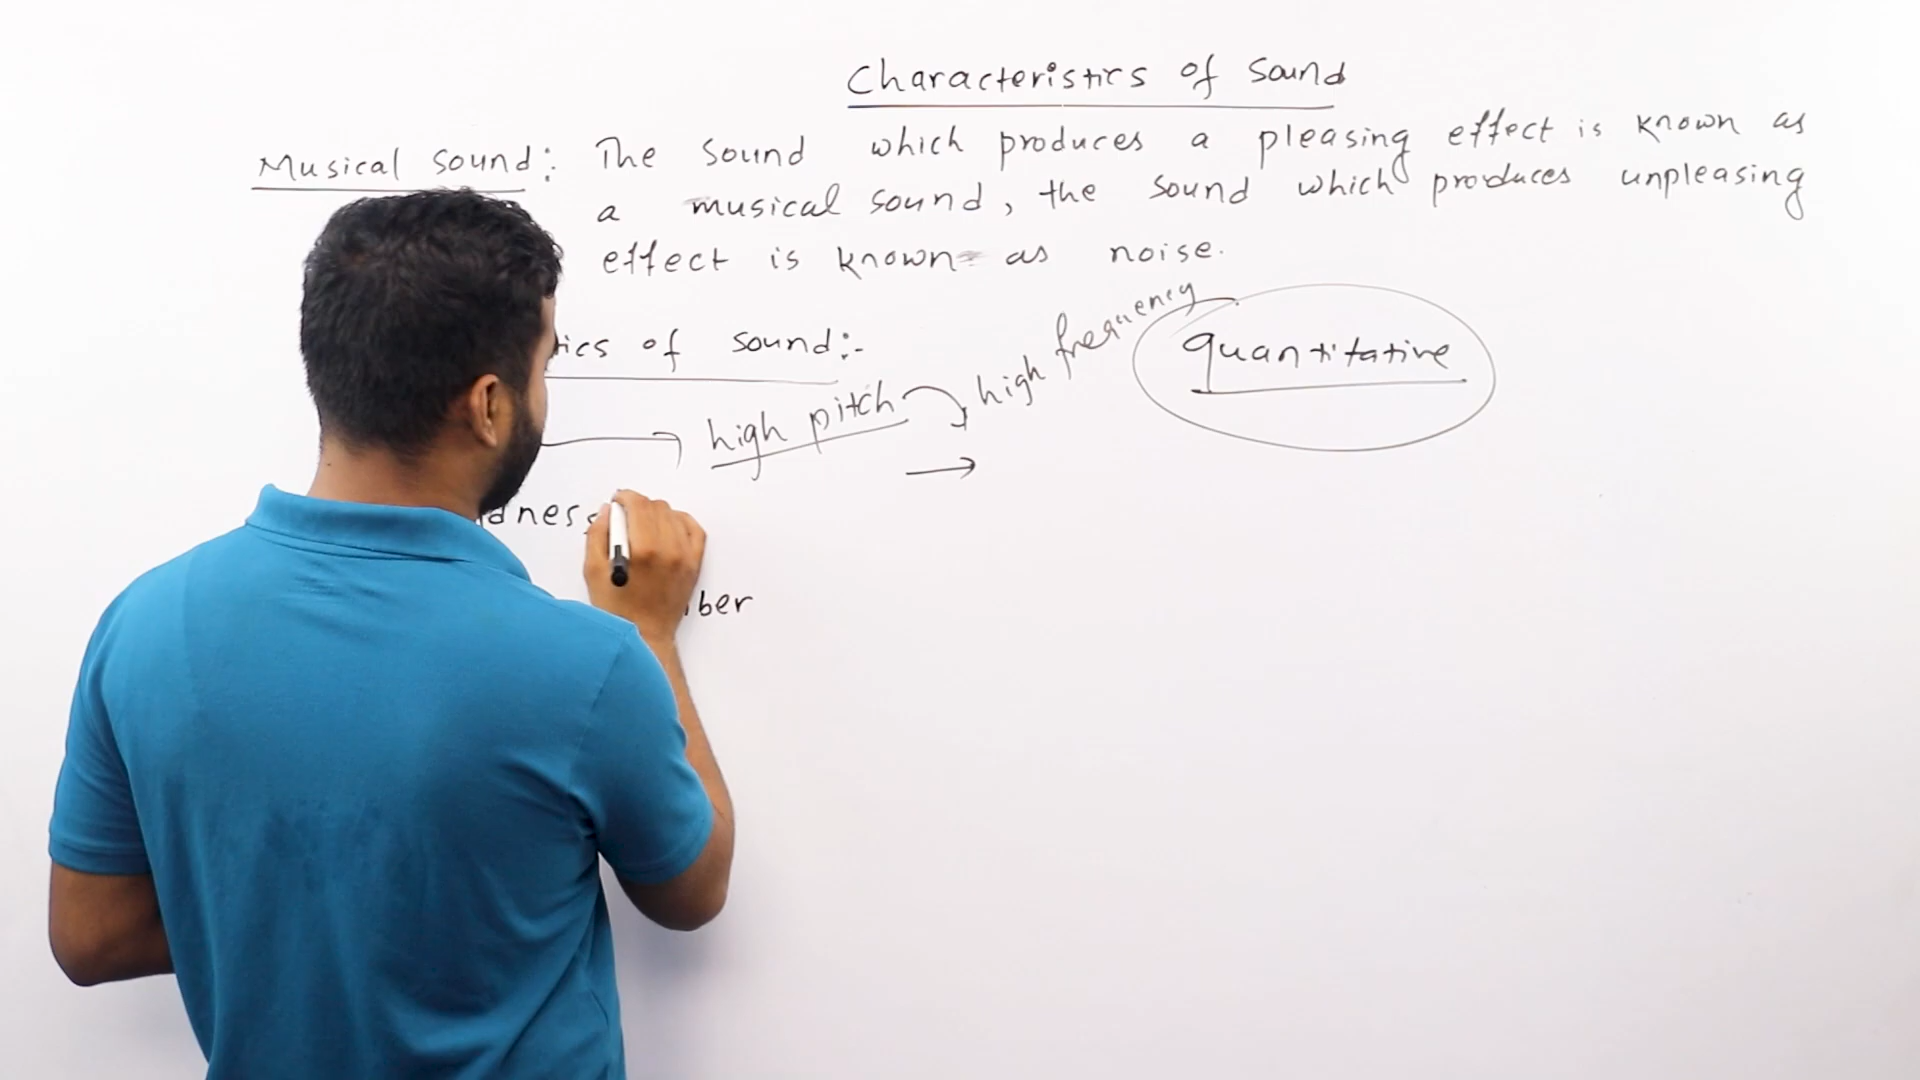 Characteristics of Sound
Musical sound: The sound which produces a pleasing effect is known as
a musical sound, the sound which produces unpleasing
effect is known as noise.
tics of sound:-
high pitch high frequency
quantitative
dness
ber